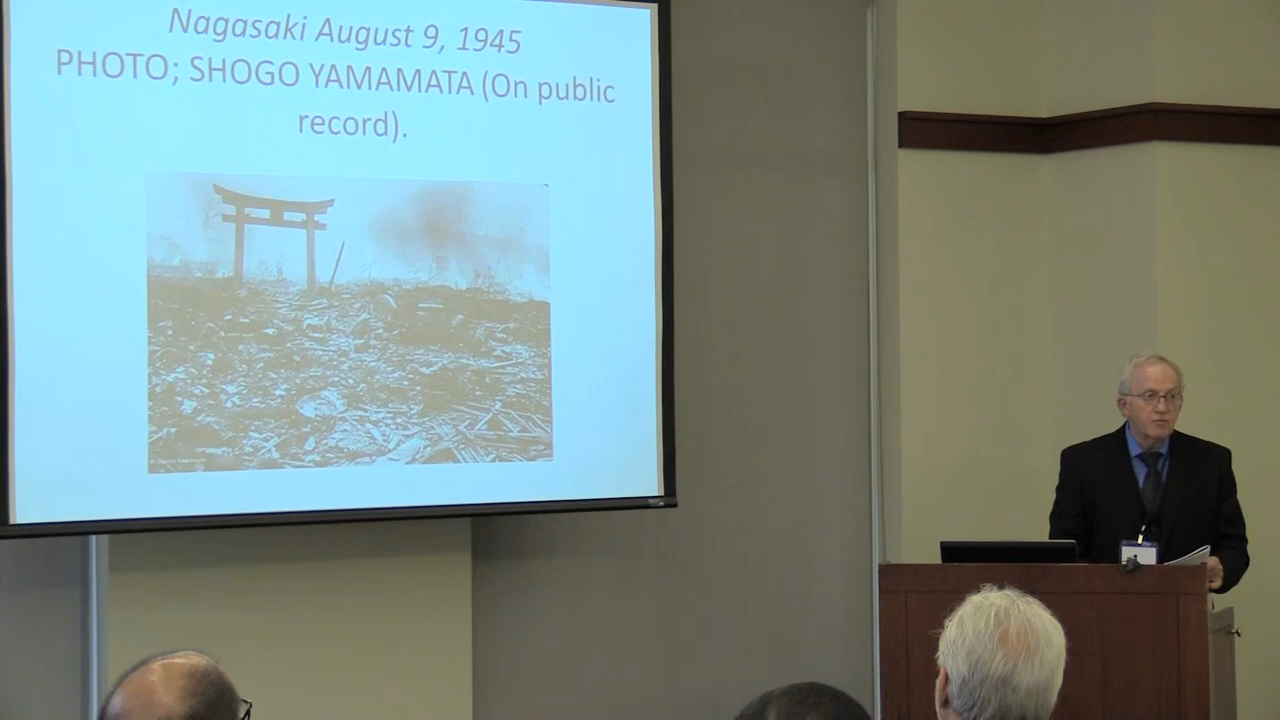 Nagasaki August 9, 1945
PHOTO; SHOGO YAMAMATA (On public
record).